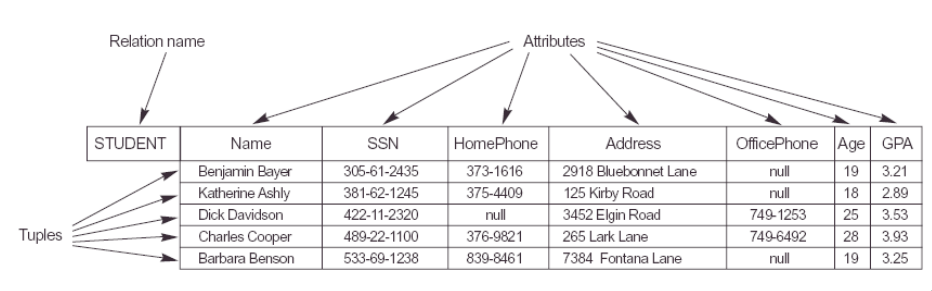 Relation name Attributes
STUDENT Name SSN HomePhone Address OfficePhone Age GPA
Benjamin Bayer 305-61-2435 373-1616 2918 Bluebonnet Lane null 19 3.21
Katherine Ashly 381-62-1245 375-4409 125 Kirby Road null 18 2.89
Dick Davidson 422-11-2320 null 3452 Elgin Road 749-1253 25 3.53
Tuples Charles Cooper 489-22-1100 376-9821 265 Lark Lane 749-6492 28 3.93
Barbara Benson 533-69-1238 839-8461 7384 Fontana Lane null 19 3.25